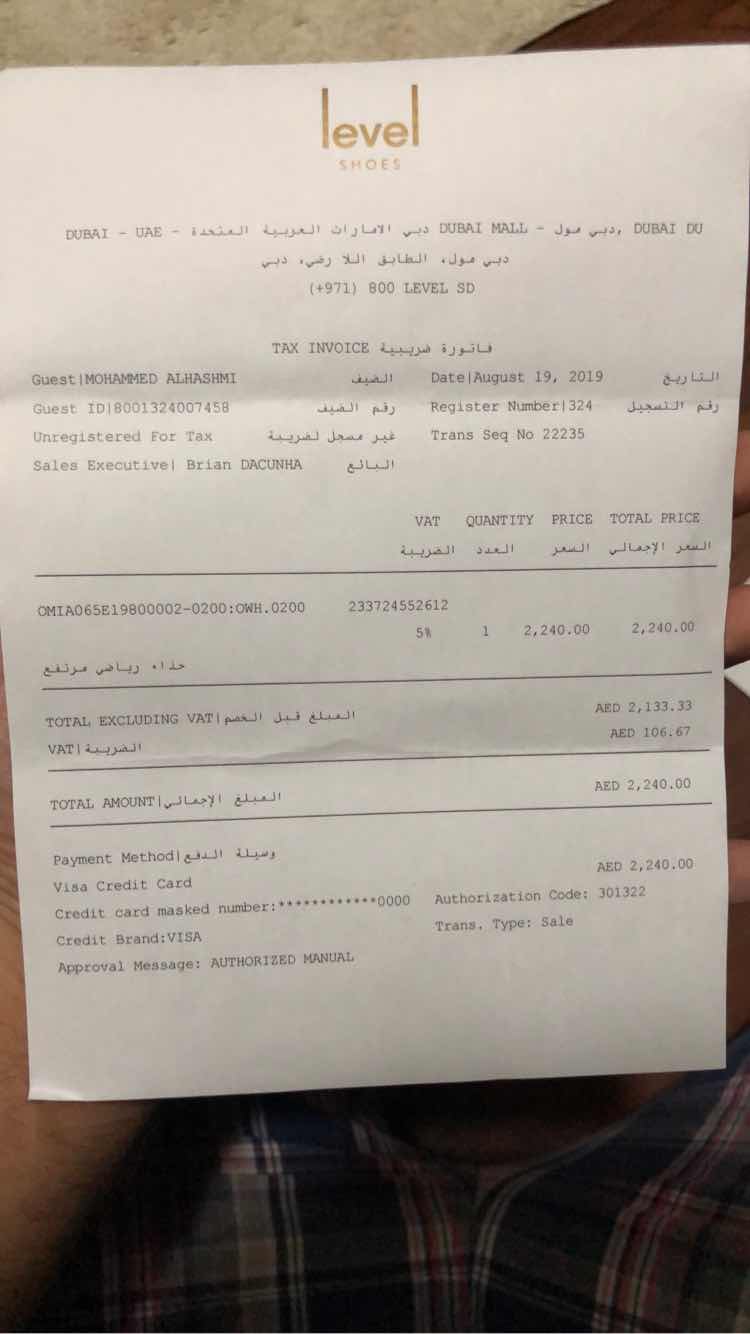 level
SHOES
DUBAI - UAE - دبي الامارات العربية المتحدة DUBAI MALL - دبي مول, DUBAI DU
دبي مول، الطابق اللا رضي، دبي
(+971) 800 LEVEL SD
TAX INVOICE فاتورة ضريبية
Guest|MOHAMMED ALHASHMI الضيف Date|August 19, 2019 التاريخ
Guest ID|8001324007458 رقم الضيف Register Number|324 رقم التسجيل
Unregistered For Tax غير مسجل لضريبة Trans Seq No 22235
Sales Executive| Brian DACUNHA البائع
VAT QUANTITY PRICE TOTAL PRICE
الضريبة العدد السعر السعر الإجمالي
OMIA065E19800002-0200:OWH.0200 233724552612
5% 1 2,240.00 2,240.00
حذاء رياضي مرتفع
TOTAL EXCLUDING VAT|المبلغ قبل الخصم AED 2,133.33
VAT|الضريبة AED 106.67
TOTAL AMOUNT|المبلغ الإجمالي AED 2,240.00
Payment Method|وسيلة الدفع
Visa Credit Card AED 2,240.00
Credit card masked number:************0000 Authorization Code: 301322
Credit Brand:VISA Trans. Type: Sale
Approval Message: AUTHORIZED MANUAL